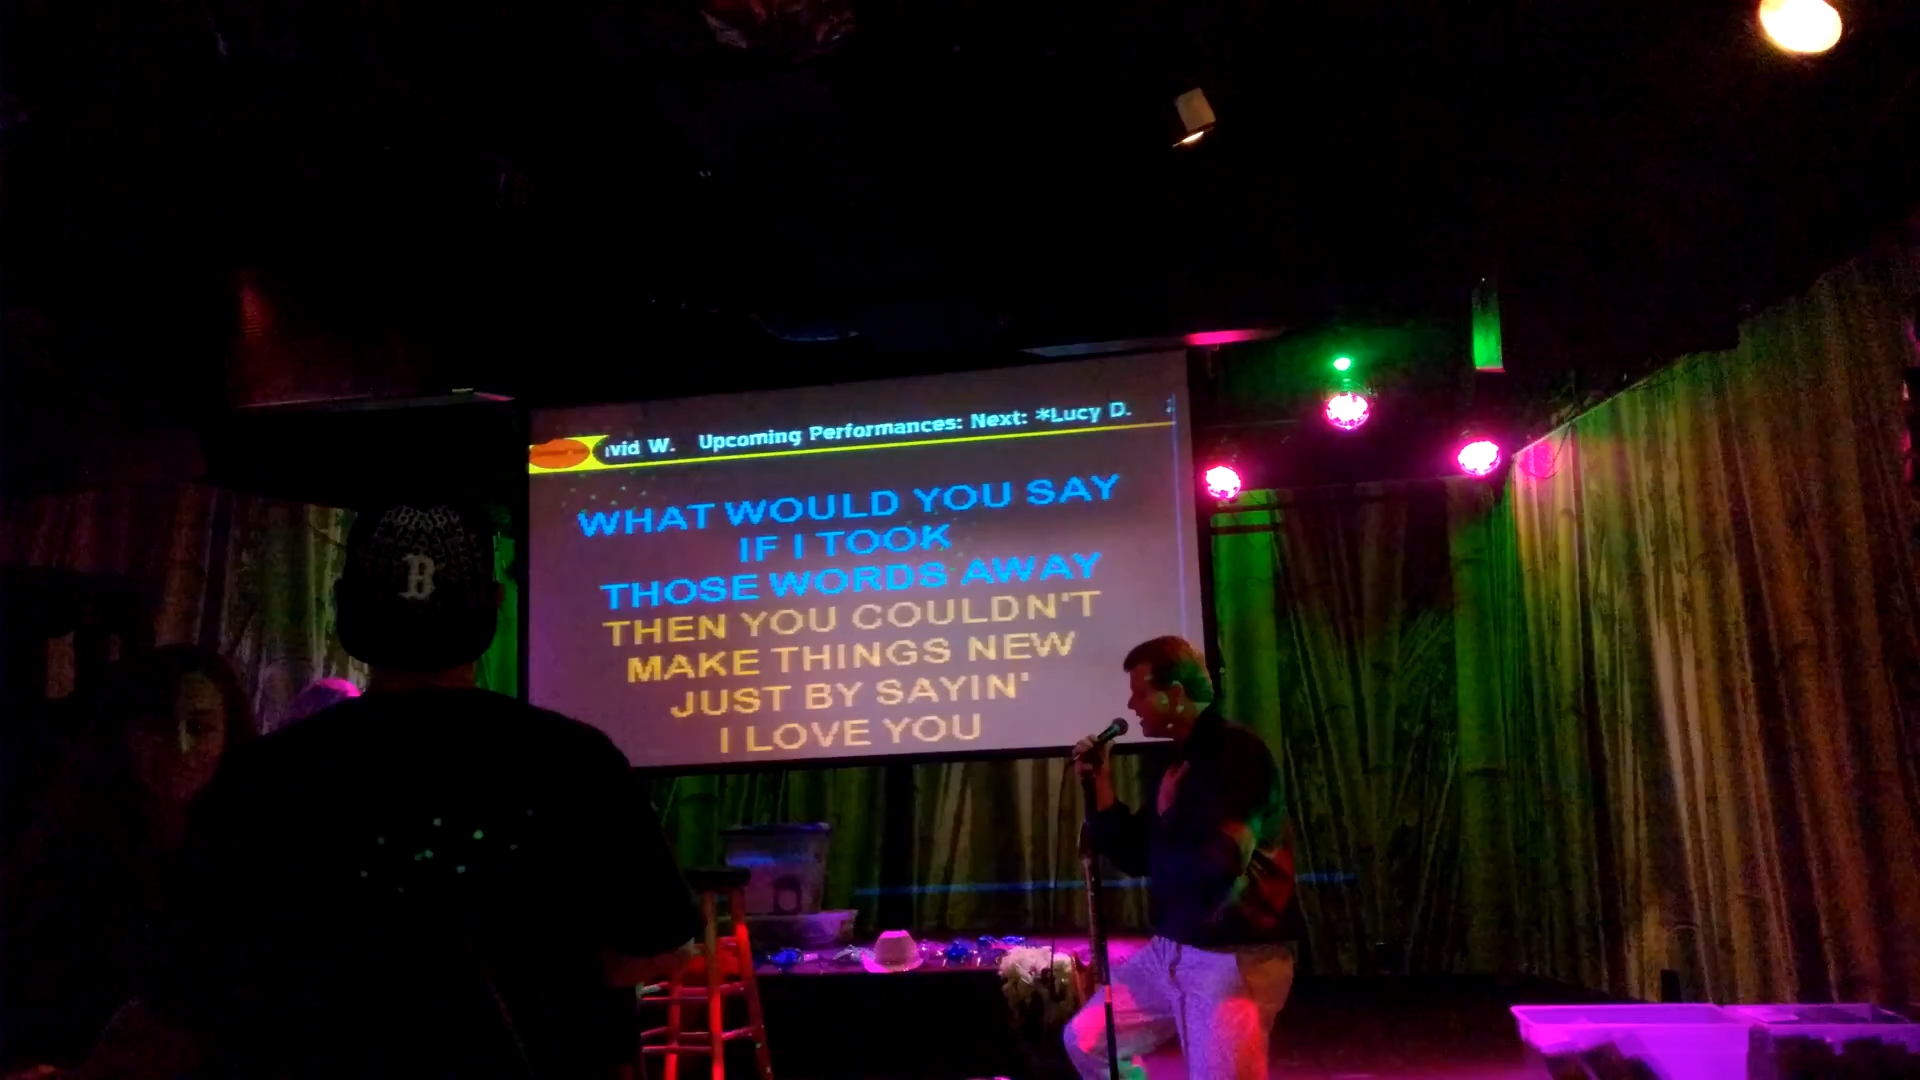 vid W. Upcoming Performances: Next: *Lucy D.
WHAT WOULD YOU SAY
IF I TOOK
THOSE WORDS AWAY
THEN YOU COULDN'T
MAKE THINGS NEW
JUST BY SAYIN'
I LOVE YOU
B